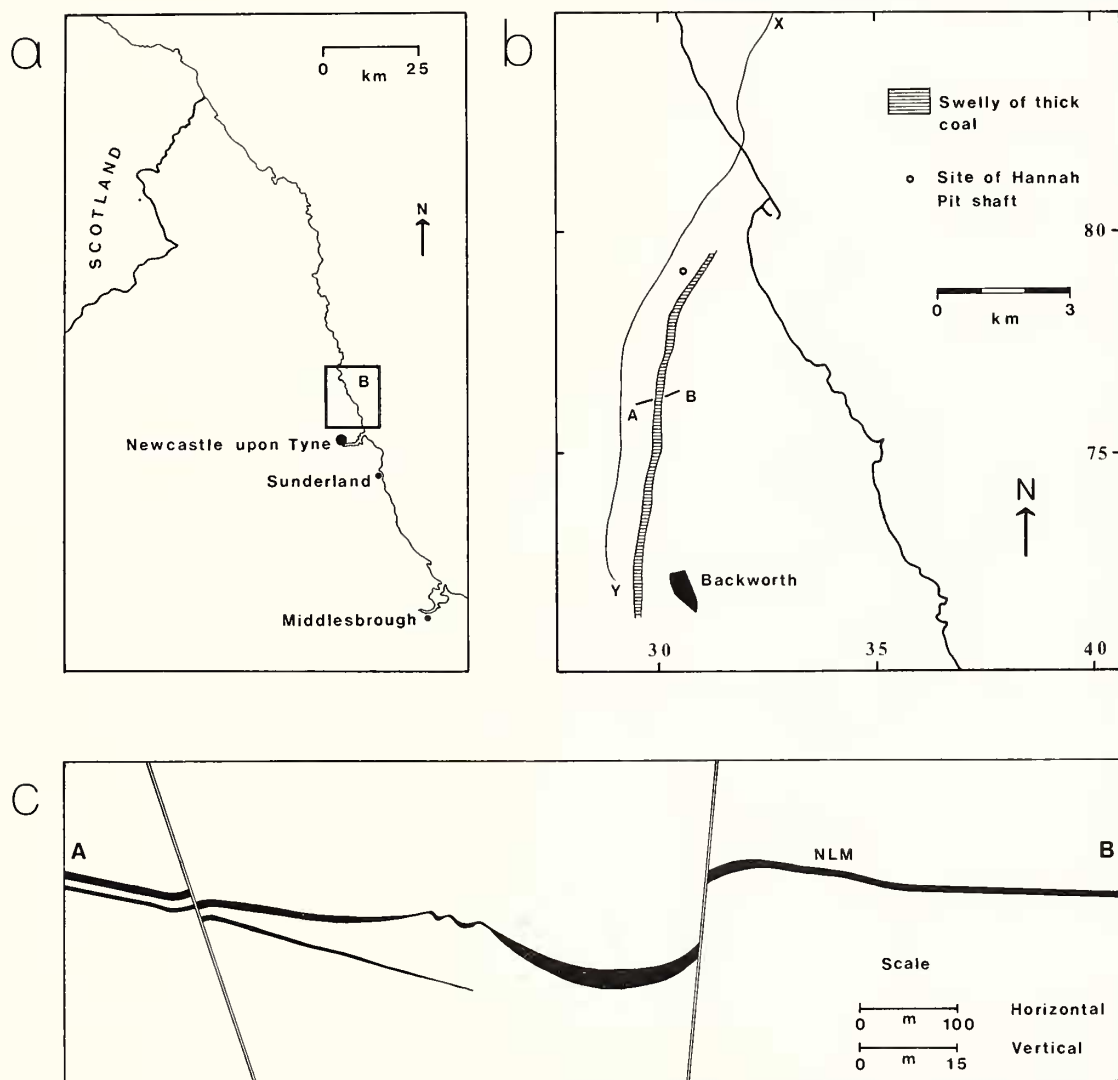 a
0 25
km
SCOTLAND
N
B
Newcastle upon Tyne
Sunderland
Middlesbrough
b
X
Swelly of thick
coal
Site of Hannah
Pit shaft
80
0 3
km
A B
75
N
Backworth
Y
30 35 40
C
A
NLM
B
Scale
0 m 100 Horizontal
0 m 15 Vertical